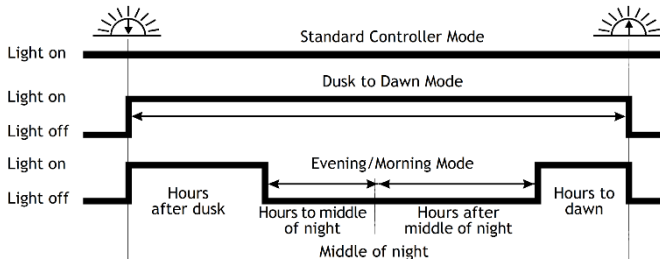 Standard Controller Mode
Light on
Dusk to Dawn Mode
Light on
Light off
Evening/Morning Mode
Light on
Light off
Hours
after dusk
Hours to middle
of night
Hours after
middle of night
Hours to
dawn
Middle of night